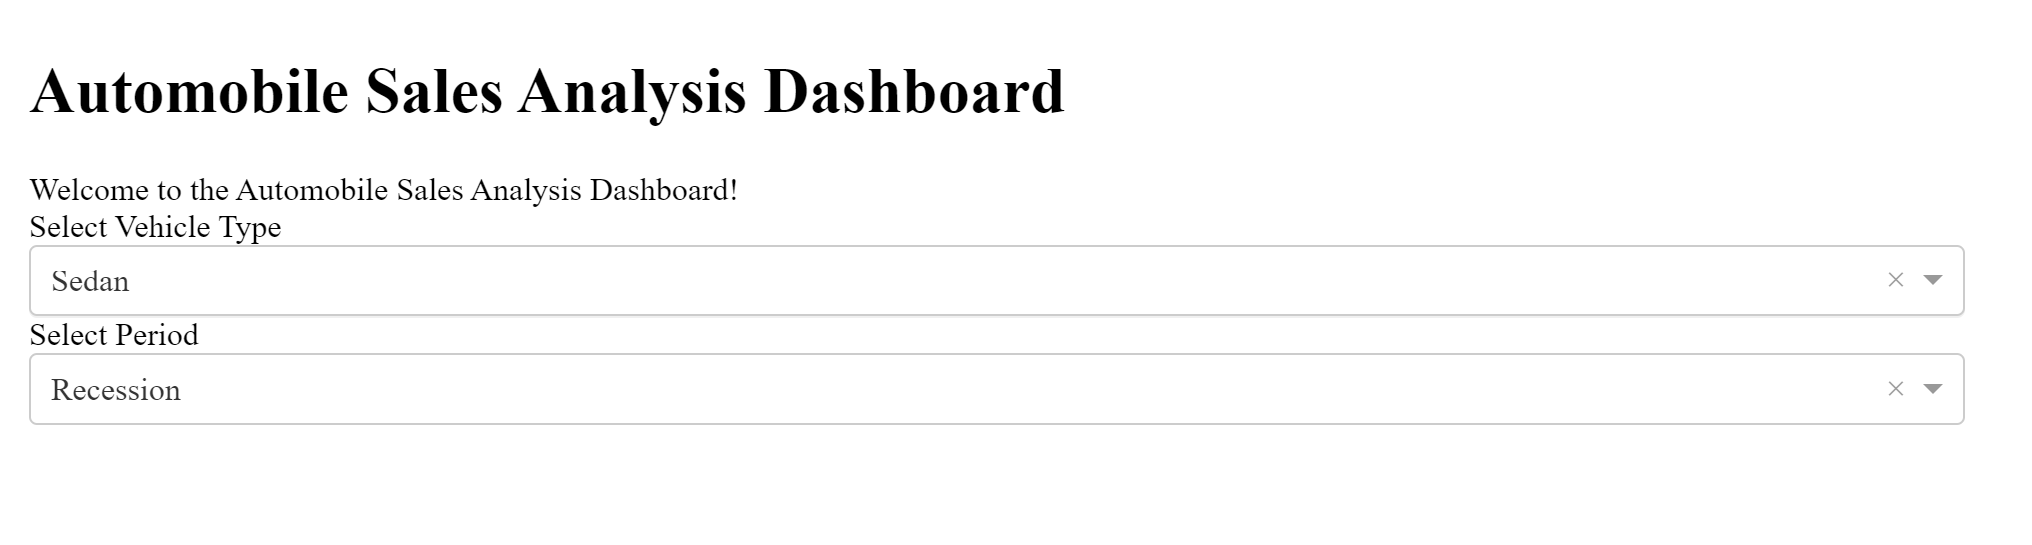 Automobile Sales Analysis Dashboard
Welcome to the Automobile Sales Analysis Dashboard!
Select Vehicle Type
Sedan
Select Period
Recession